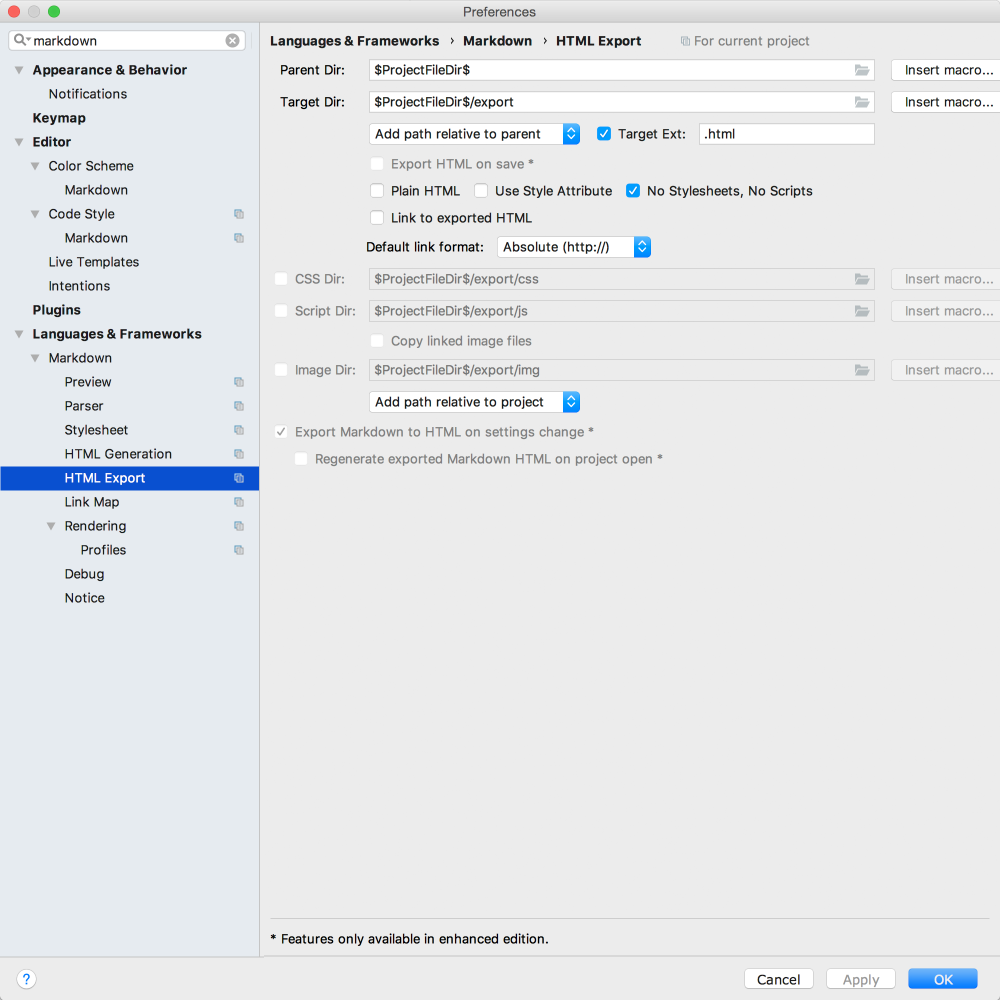 Preferences
markdown
Appearance & Behavior
Notifications
Keymap
Editor
Color Scheme
Markdown
Code Style
Markdown
Live Templates
Intentions
Plugins
Languages & Frameworks
Markdown
Preview
Parser
Stylesheet
HTML Generation
HTML Export
Link Map
Rendering
Profiles
Debug
Notice
Languages & Frameworks › Markdown › HTML Export For current project
Parent Dir: $ProjectFileDir$ Insert macro...
Target Dir: $ProjectFileDir$/export Insert macro...
Add path relative to parent Target Ext: .html
Export HTML on save *
Plain HTML Use Style Attribute No Stylesheets, No Scripts
Link to exported HTML
Default link format: Absolute (http://)
CSS Dir: $ProjectFileDir$/export/css Insert macro...
Script Dir: $ProjectFileDir$/export/js Insert macro...
Copy linked image files
Image Dir: $ProjectFileDir$/export/img Insert macro...
Add path relative to project
Export Markdown to HTML on settings change *
Regenerate exported Markdown HTML on project open *
* Features only available in enhanced edition.
? Cancel Apply OK